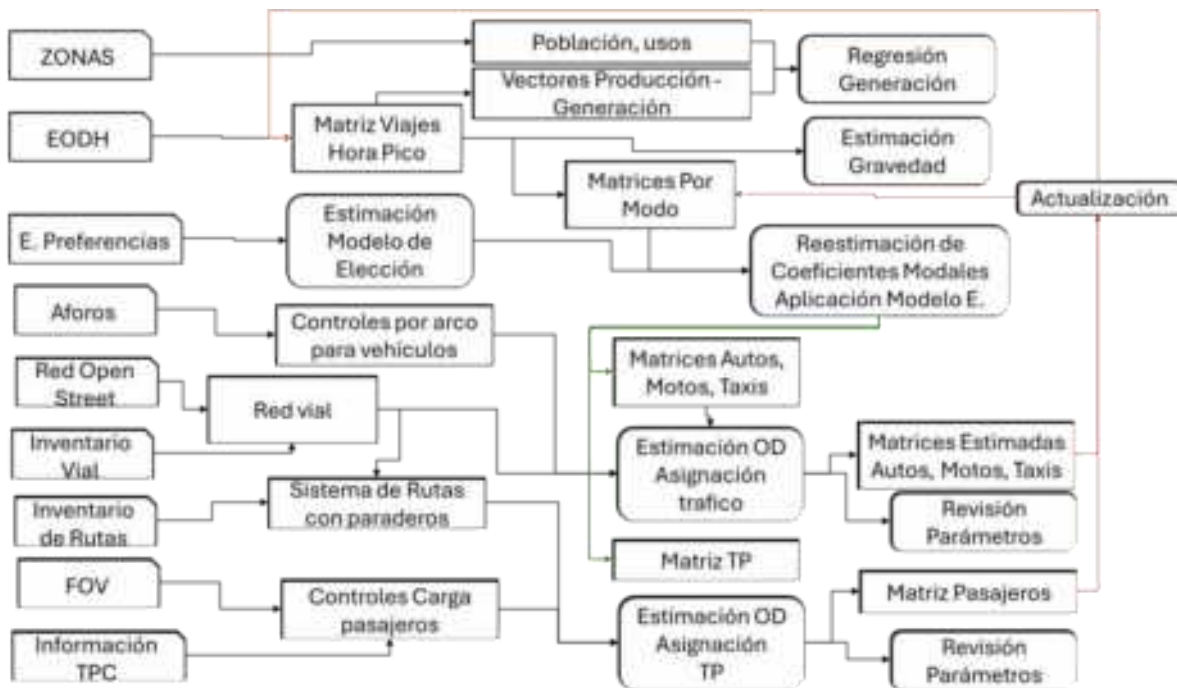 ZONAS
Población, usos
Vectores Producción -
Generación
Regresión
Generación
EODH
Matriz Viajes
Hora Pico
Estimación
Gravedad
Matrices Por
Modo
Actualización
E. Preferencias
Estimación
Modelo de
Elección
Reestimación de
Coeficientes Modales
Aplicación Modelo E.
Aforos
Controles por arco
para vehículos
Matrices Autos,
Motos, Taxis
Red Open
Street
Red vial
Inventario
Vial
Estimación OD
Asignación
trafico
Matrices Estimadas
Autos, Motos, Taxis
Inventario
de Rutas
Sistema de Rutas
con paraderos
Revisión
Parámetros
Matriz TP
FOV
Controles Carga
pasajeros
Matriz Pasajeros
Información
TPC
Estimación OD
Asignación
TP
Revisión
Parámetros